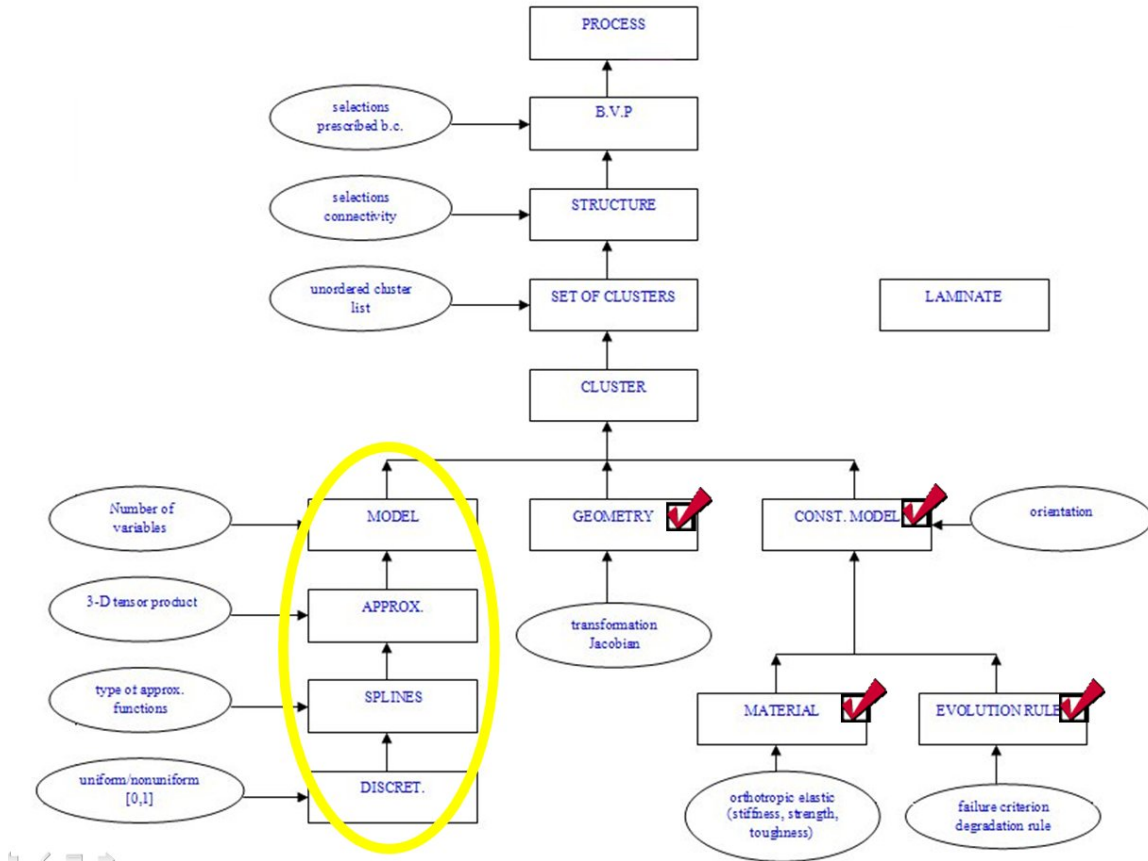 PROCESS
selections
prescribed b.c.
B.V.P
selections
connectivity
STRUCTURE
unordered cluster
list
SET OF CLUSTERS
LAMINATE
CLUSTER
Number of
variables
MODEL
GEOMETRY
CONST. MODEL
orientation
3-D tensor product
APPROX.
transformation
Jacobian
type of approx.
functions
SPLINES
MATERIAL
EVOLUTION RULE
uniform/nonuniform
[0,1]
DISCRET.
orthotropic elastic
(stiffness, strength,
toughness)
failure criterion
degradation rule